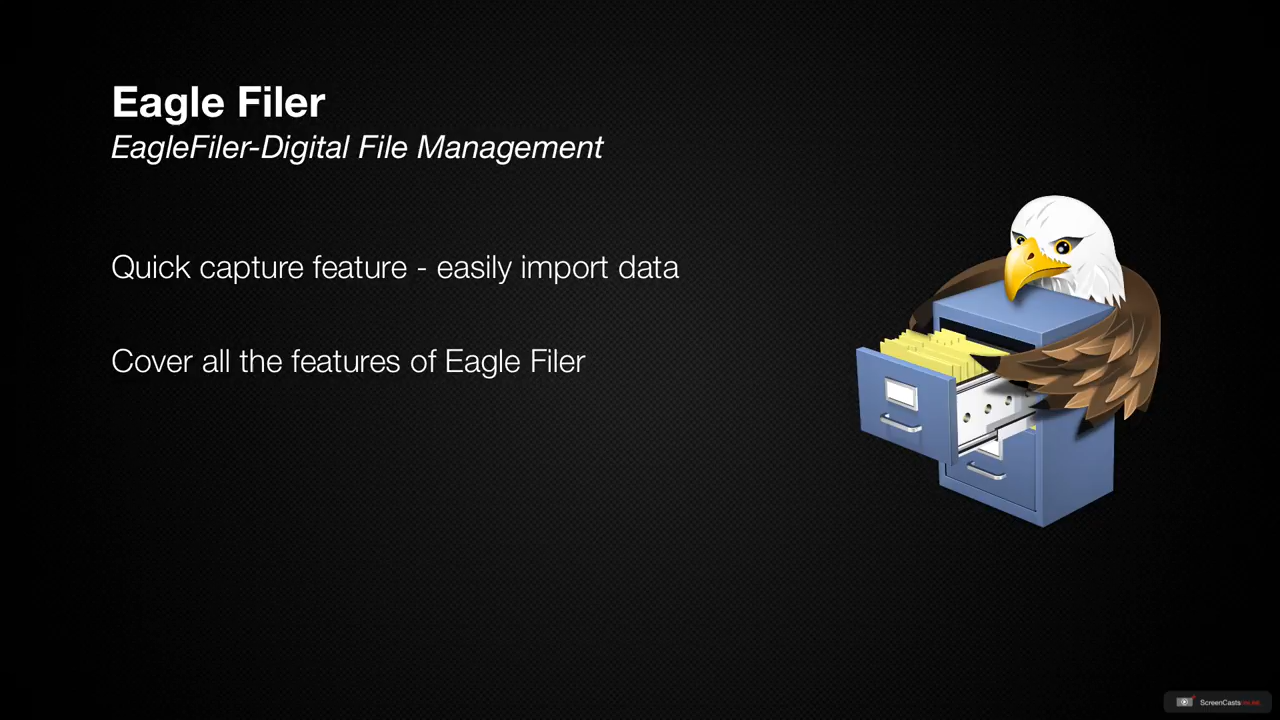 Eagle Filer
EagleFiler-Digital File Management
Quick capture feature - easily import data
Cover all the features of Eagle Filer
ScreenCastsOnline